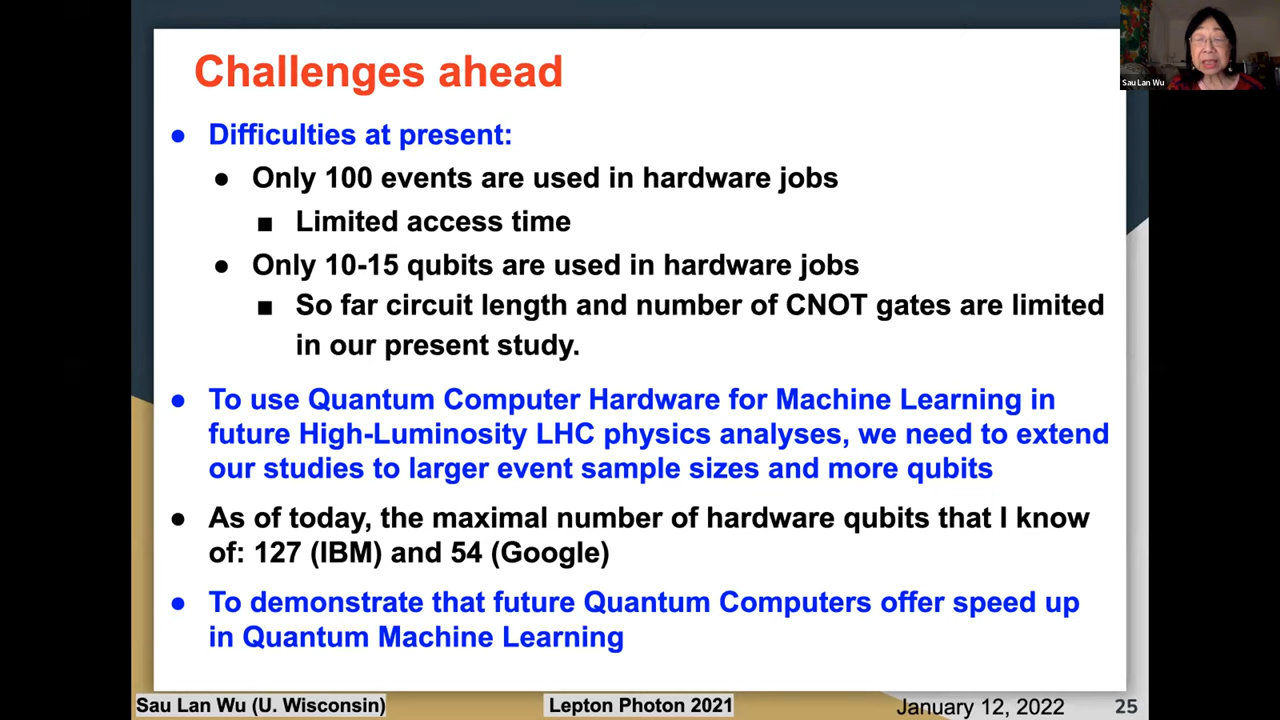 Challenges ahead
● Difficulties at present:
● Only 100 events are used in hardware jobs
■ Limited access time
● Only 10-15 qubits are used in hardware jobs
■ So far circuit length and number of CNOT gates are limited
in our present study.
● To use Quantum Computer Hardware for Machine Learning in
future High-Luminosity LHC physics analyses, we need to extend
our studies to larger event sample sizes and more qubits
● As of today, the maximal number of hardware qubits that I know
of: 127 (IBM) and 54 (Google)
● To demonstrate that future Quantum Computers offer speed up
in Quantum Machine Learning
Sau Lan Wu (U. Wisconsin) Lepton Photon 2021 January 12, 2022 25
Sau Lan Wu